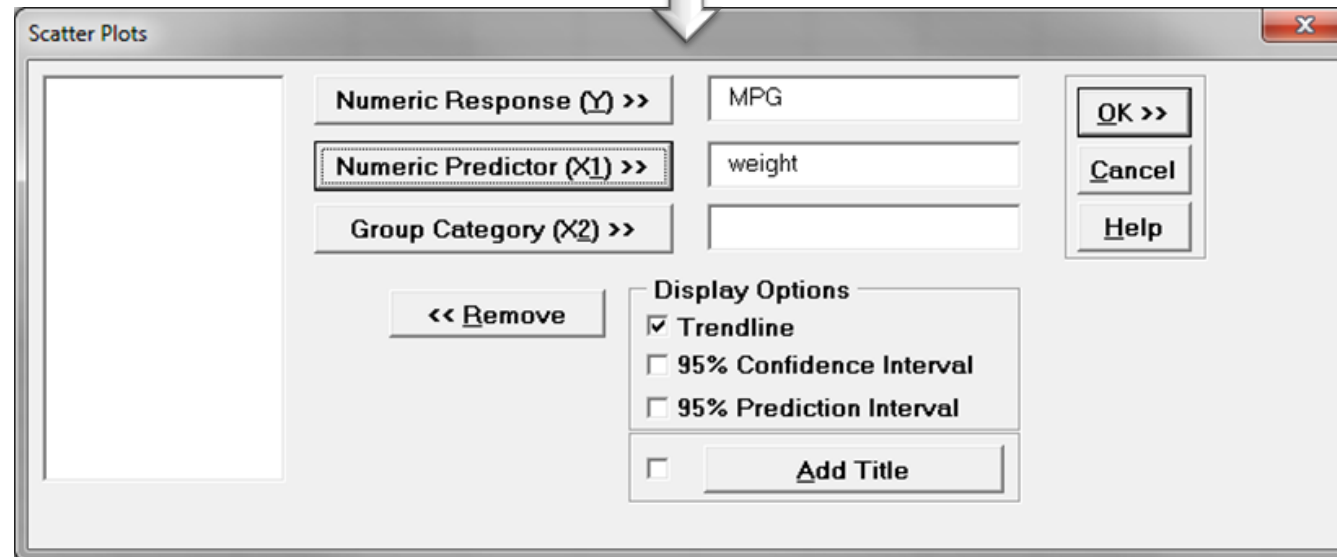 Scatter Plots
Numeric Response (Y) >> MPG
OK >>
Numeric Predictor (X1) >> weight
Cancel
Group Category (X2) >>
Help
<< Remove
Display Options
Trendline
95% Confidence Interval
95% Prediction Interval
Add Title